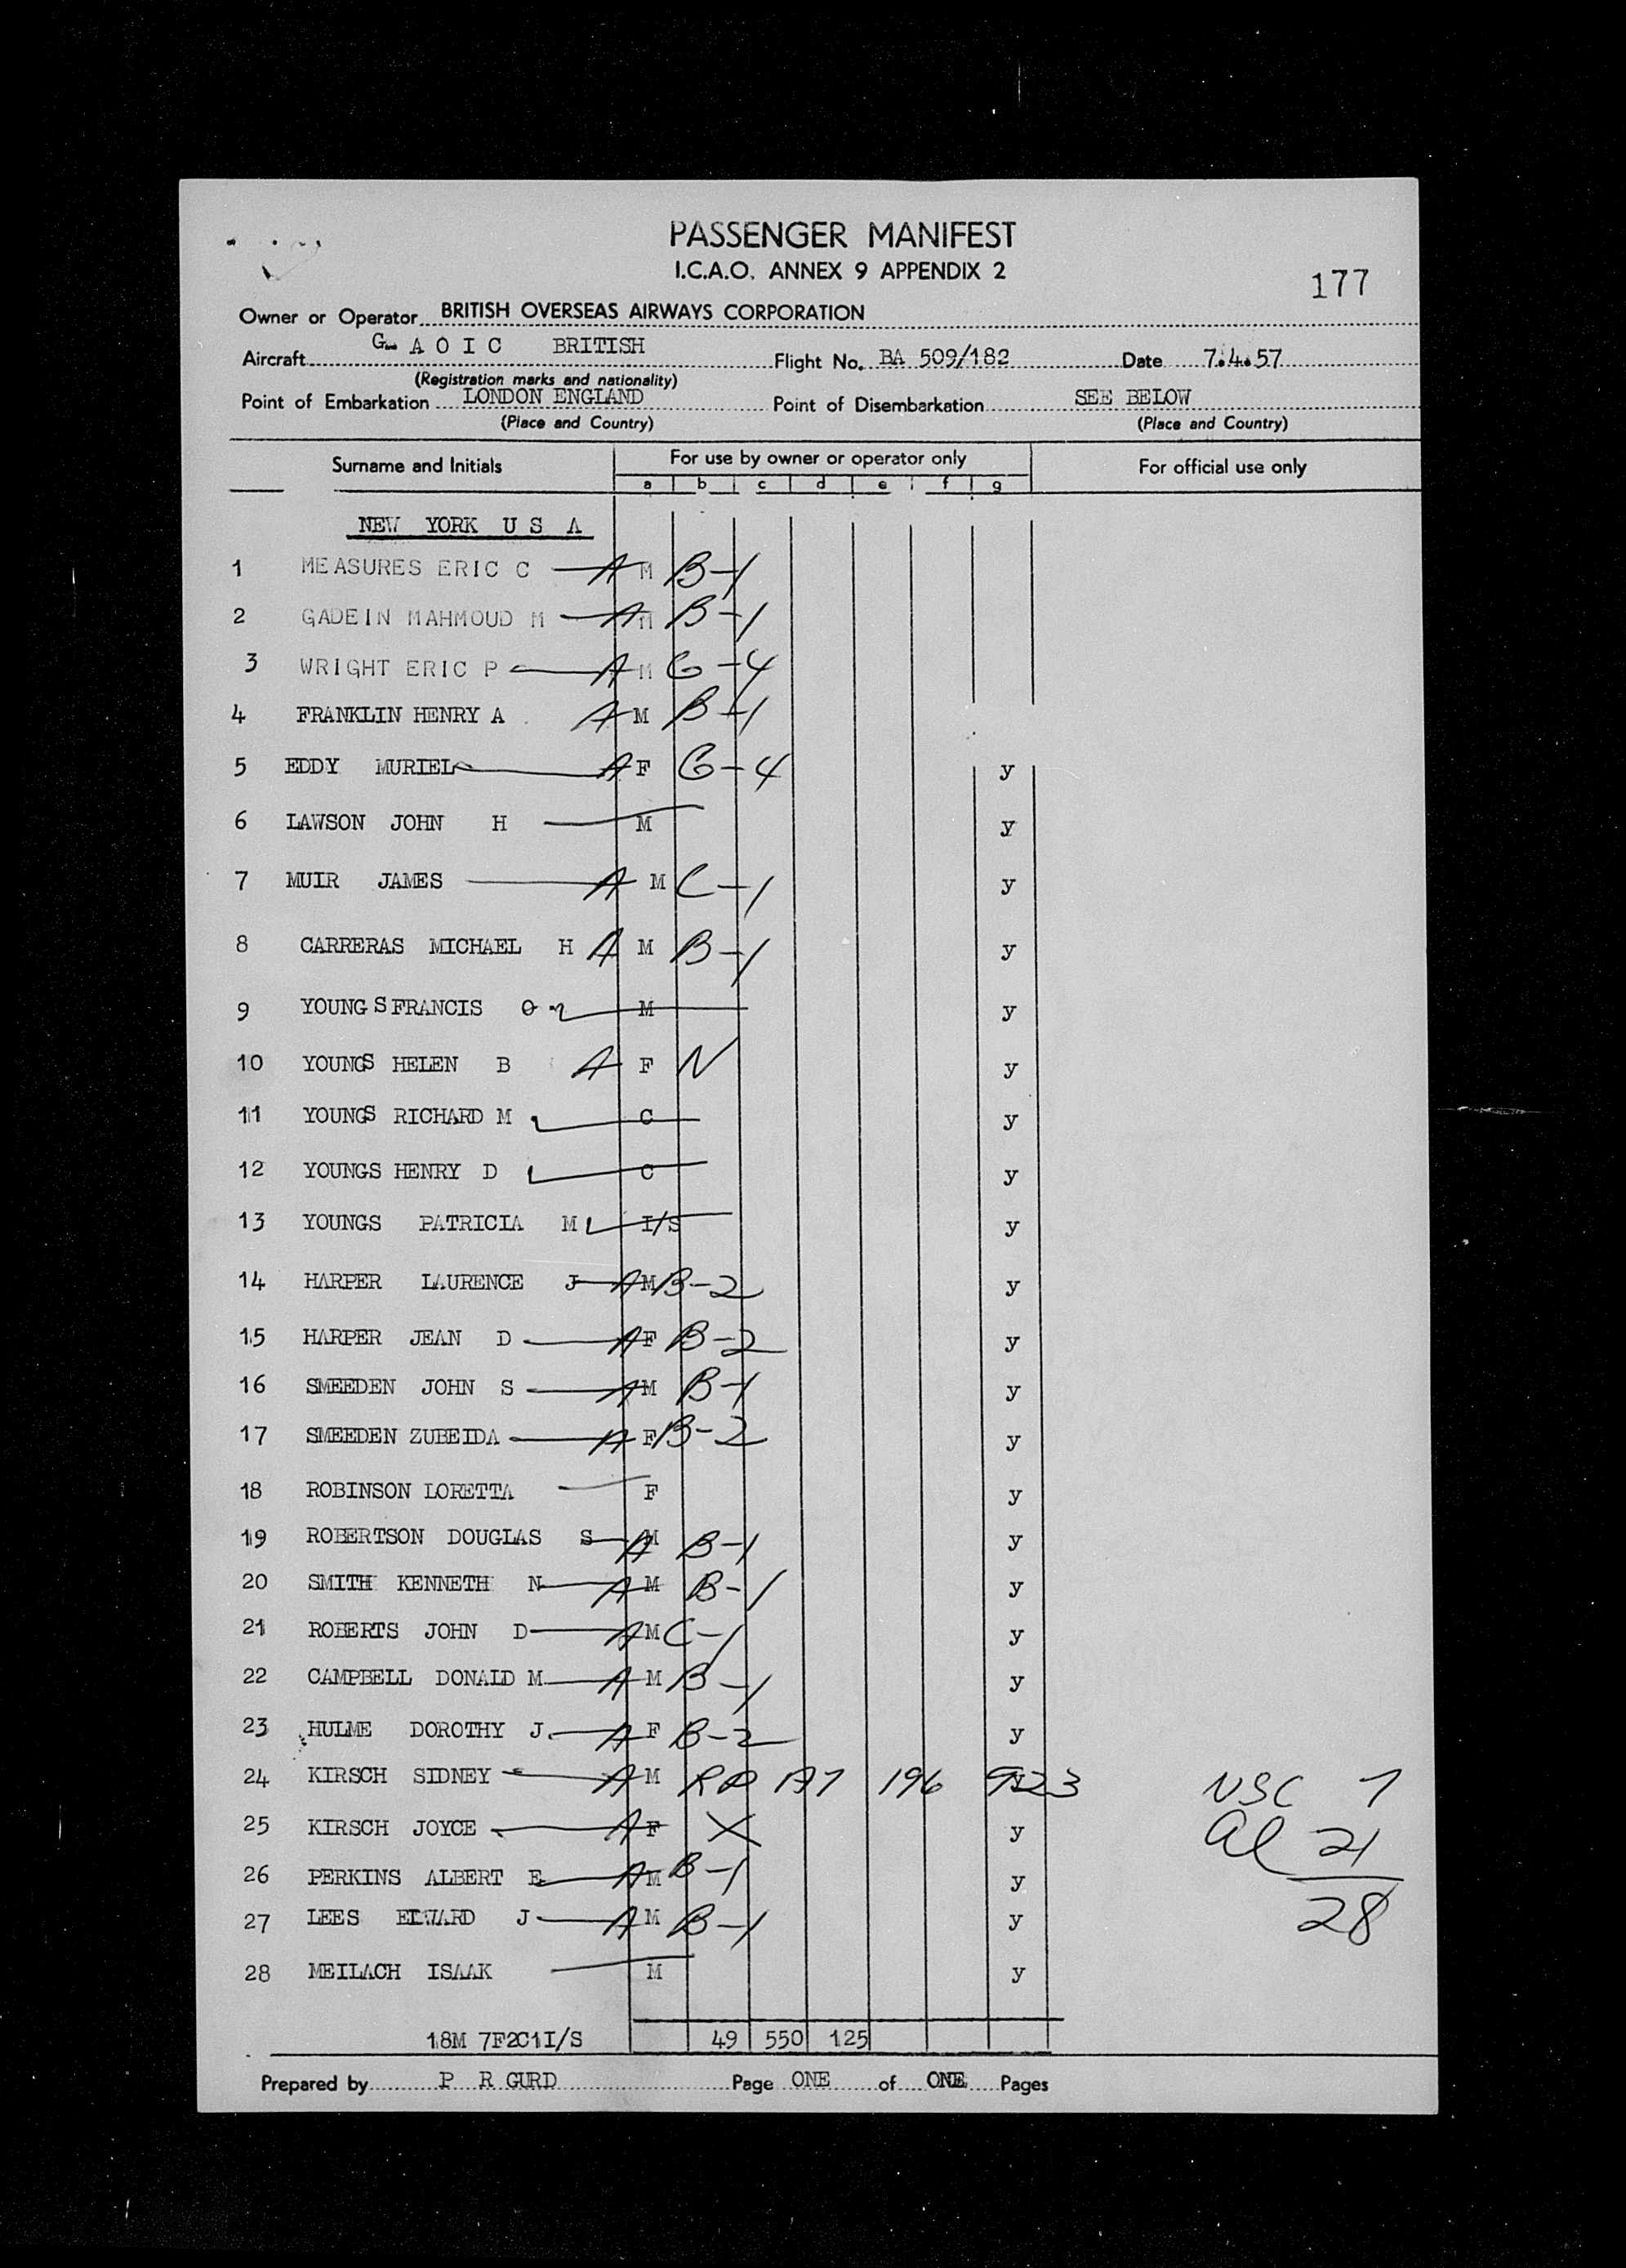 PASSENGER MANIFEST
I.C.A.O. ANNEX 9 APPENDIX 2
177
Owner or Operator BRITISH OVERSEAS AIRWAYS CORPORATION
Aircraft G- A O I C BRITISH Flight No. BA 509/182 Date 7.4.57
(Registration marks and nationality)
Point of Embarkation LONDON ENGLAND Point of Disembarkation SEE BELOW
(Place and Country) (Place and Country)
Surname and Initials For use by owner or operator only For official use only
a b c d e f g
NEW YORK U S A
1 MEASURES ERIC C A M B-1
2 GADEIN MAHMOUD M A M B-1
3 WRIGHT ERIC P A M G-4
4 FRANKLIN HENRY A A M B-1
5 EDDY MURIEL A F G-4 y
6 LAWSON JOHN H M y
7 MUIR JAMES A M C-1 y
8 CARRERAS MICHAEL H A M B-1 y
9 YOUNGS FRANCIS O M y
10 YOUNGS HELEN B A F N y
11 YOUNGS RICHARD M C y
12 YOUNGS HENRY D C y
13 YOUNGS PATRICIA M I/S y
14 HARPER LAURENCE J A M B-2 y
15 HARPER JEAN D A F B-2 y
16 SMEEDEN JOHN S A M B-1 y
17 SMEEDEN ZUBEIDA A F B-2 y
18 ROBINSON LORETTA F y
19 ROBERTSON DOUGLAS S A M B-1 y
20 SMITH KENNETH N A M B-1 y
21 ROBERTS JOHN D A M C-1 y
22 CAMPBELL DONALD M A M B-1 y
23 HULME DOROTHY J. A F B-2 y
24 KIRSCH SIDNEY A M 196 USC 7
25 KIRSCH JOYCE A F X y al 21
26 PERKINS ALBERT E A M B-1 y
27 LEES EDWARD J A M B-1 y 28
28 MEILACH ISAAK M y
18M 7F2C1I/S 49 550 125
Prepared by P R GURD Page ONE of ONE Pages